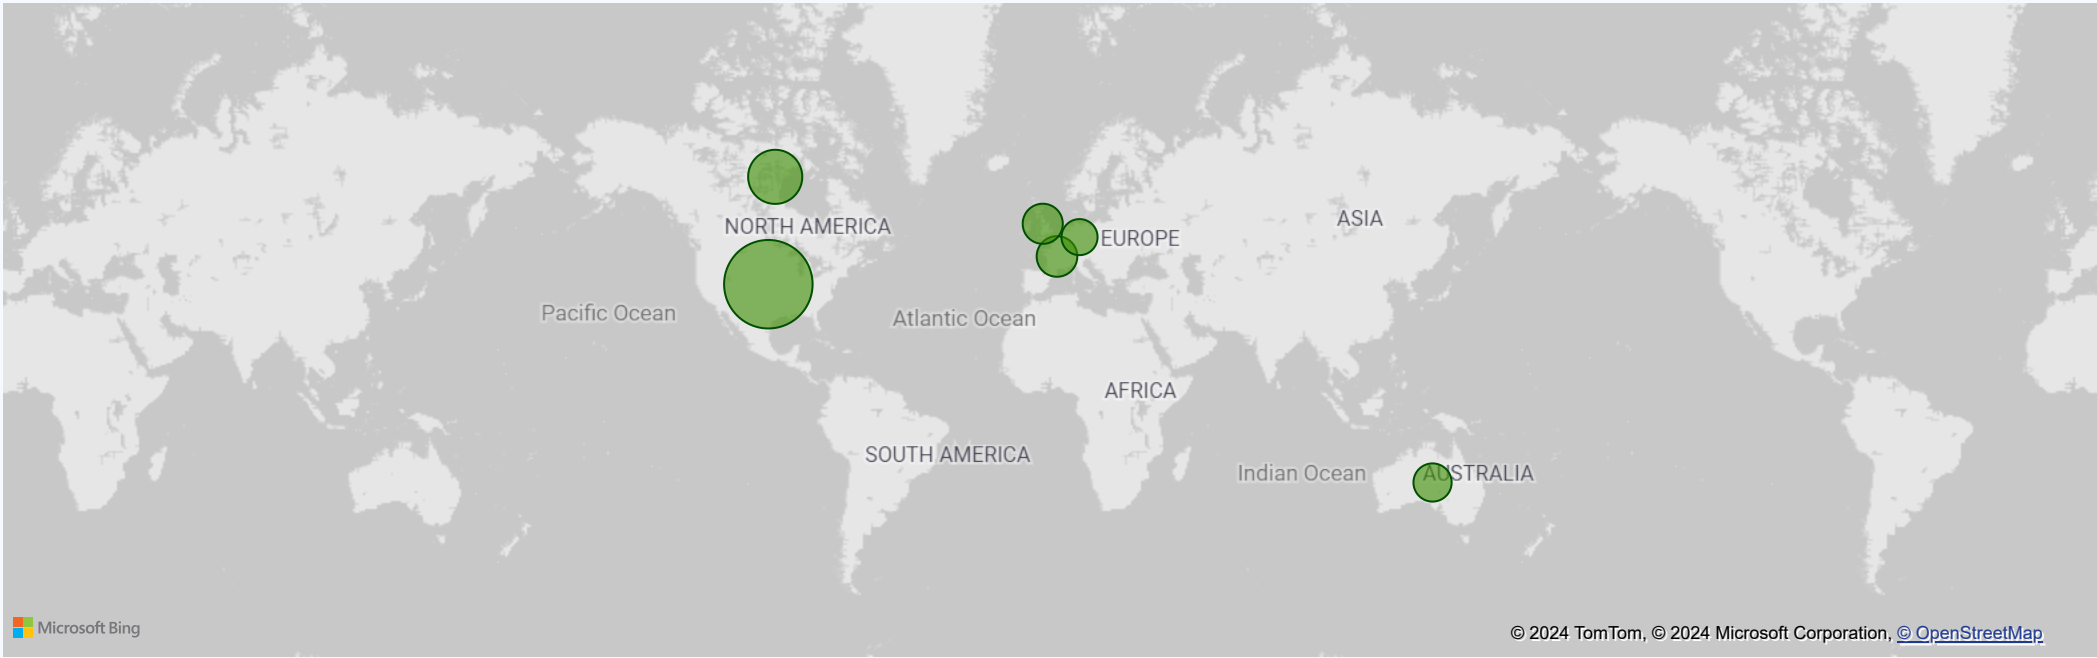 NORTH AMERICA
ASIA
EUROPE
Pacific Ocean
Atlantic Ocean
AFRICA
SOUTH AMERICA
Indian Ocean
AUSTRALIA
Microsoft Bing
© 2024 TomTom, © 2024 Microsoft Corporation, © OpenStreetMap